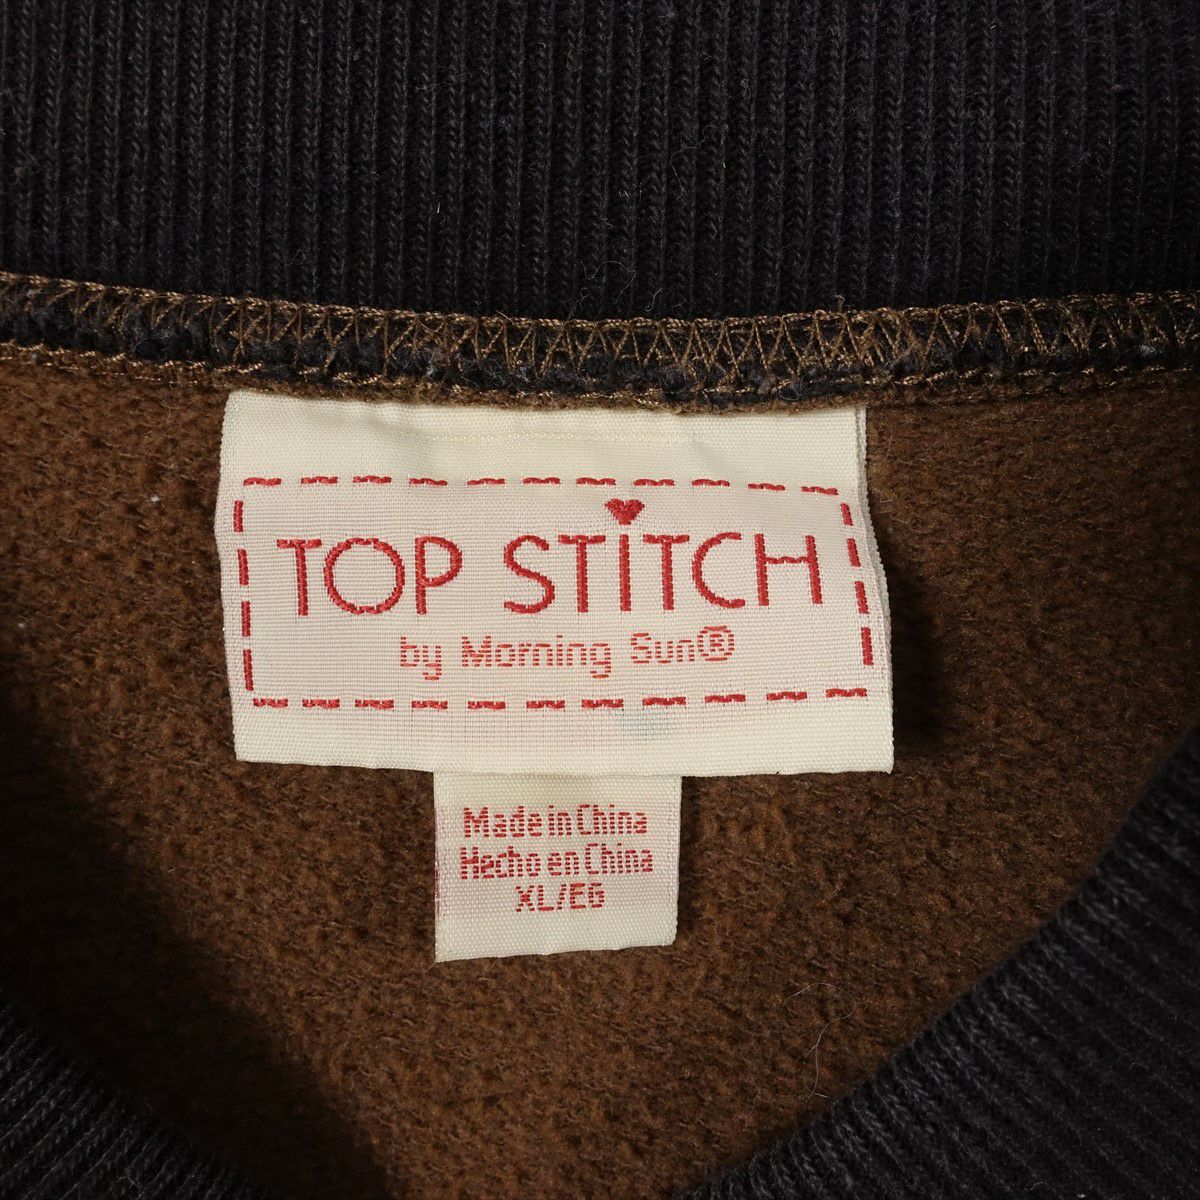 TOP STITCH
by Morning Sun®
Made in China
Hecho en China
XL/EG